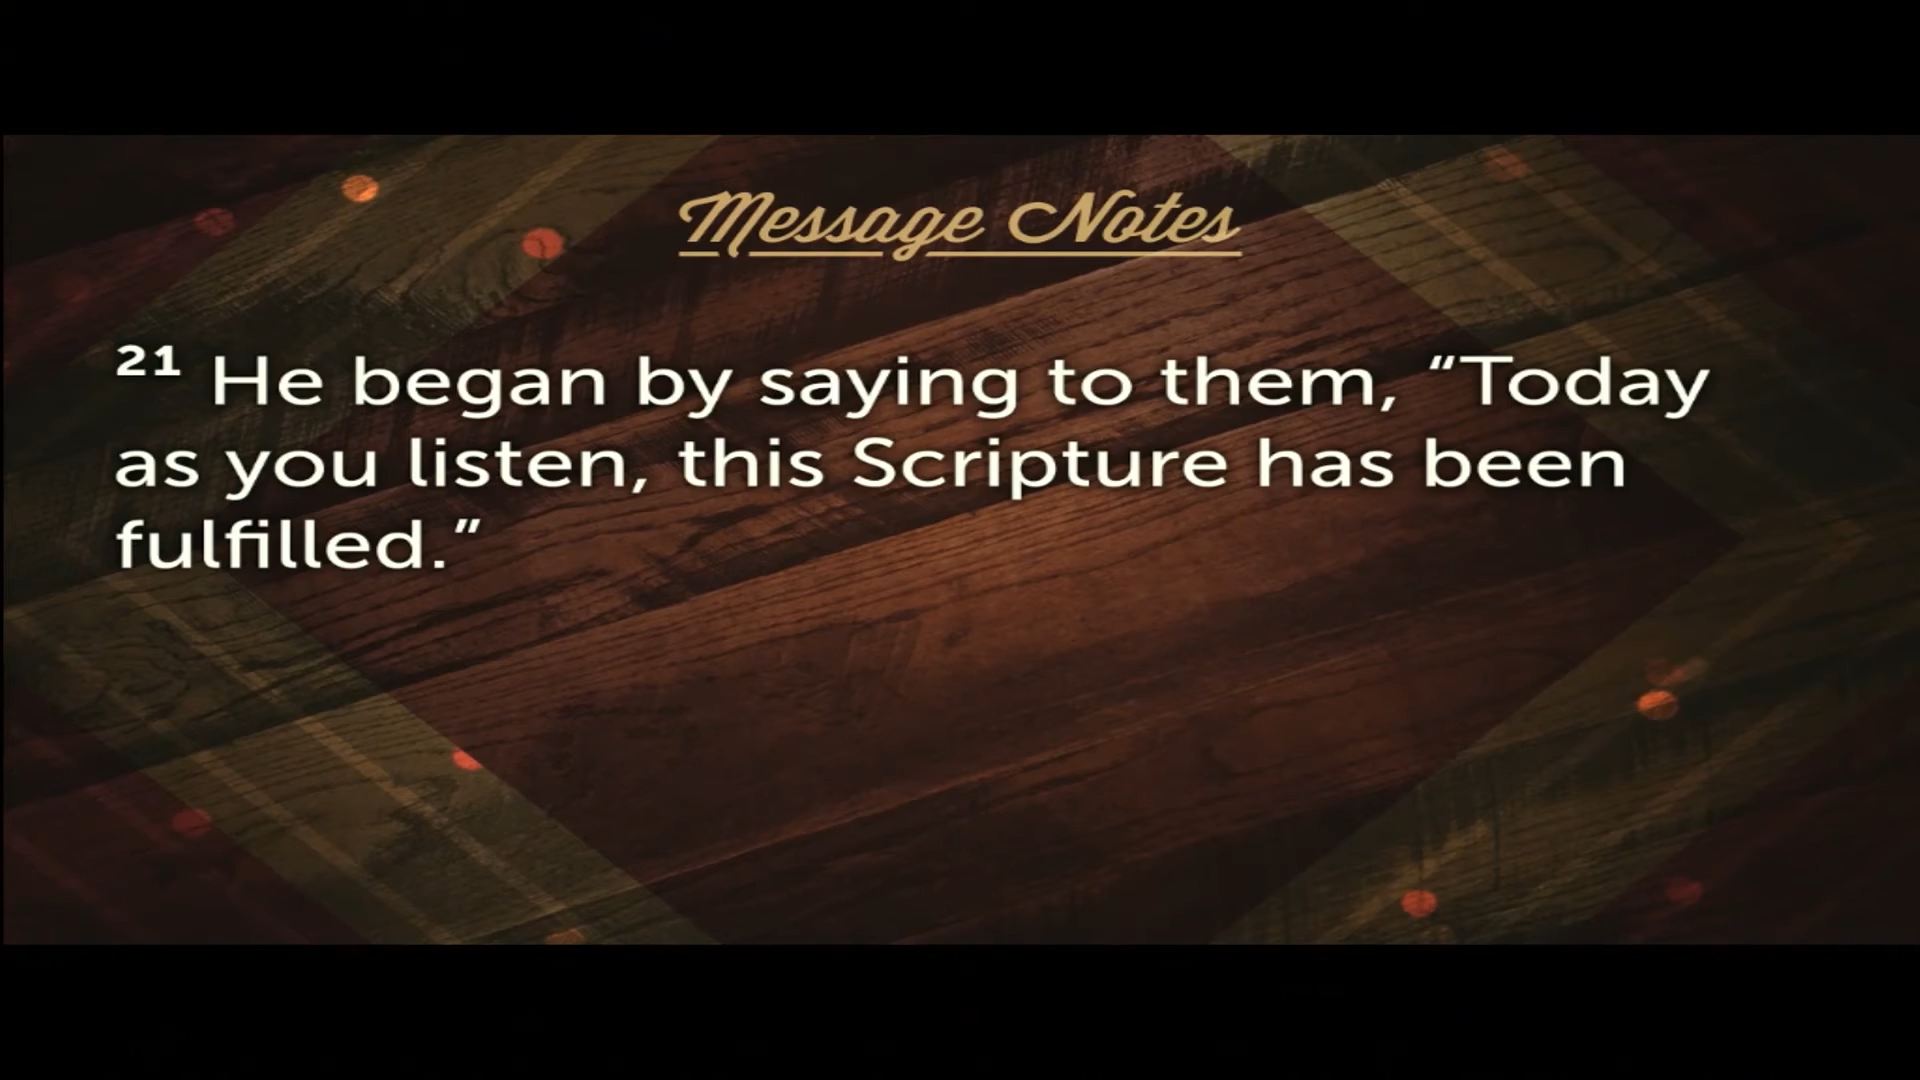 Message Notes
21 He began by saying to them, “Today
as you listen, this Scripture has been
fulfilled.”